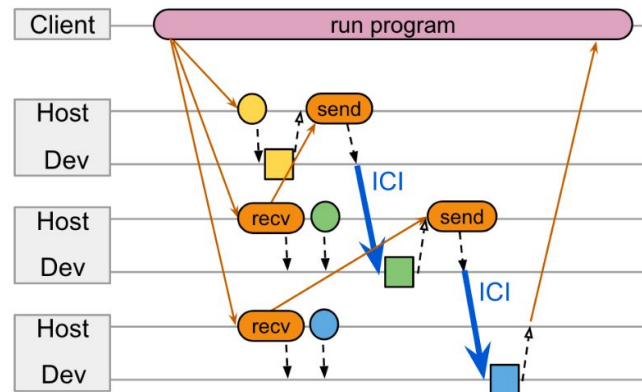 Client
run program
Host
send
Dev
ICI
Host
recv
send
Dev
ICI
Host
recv
Dev